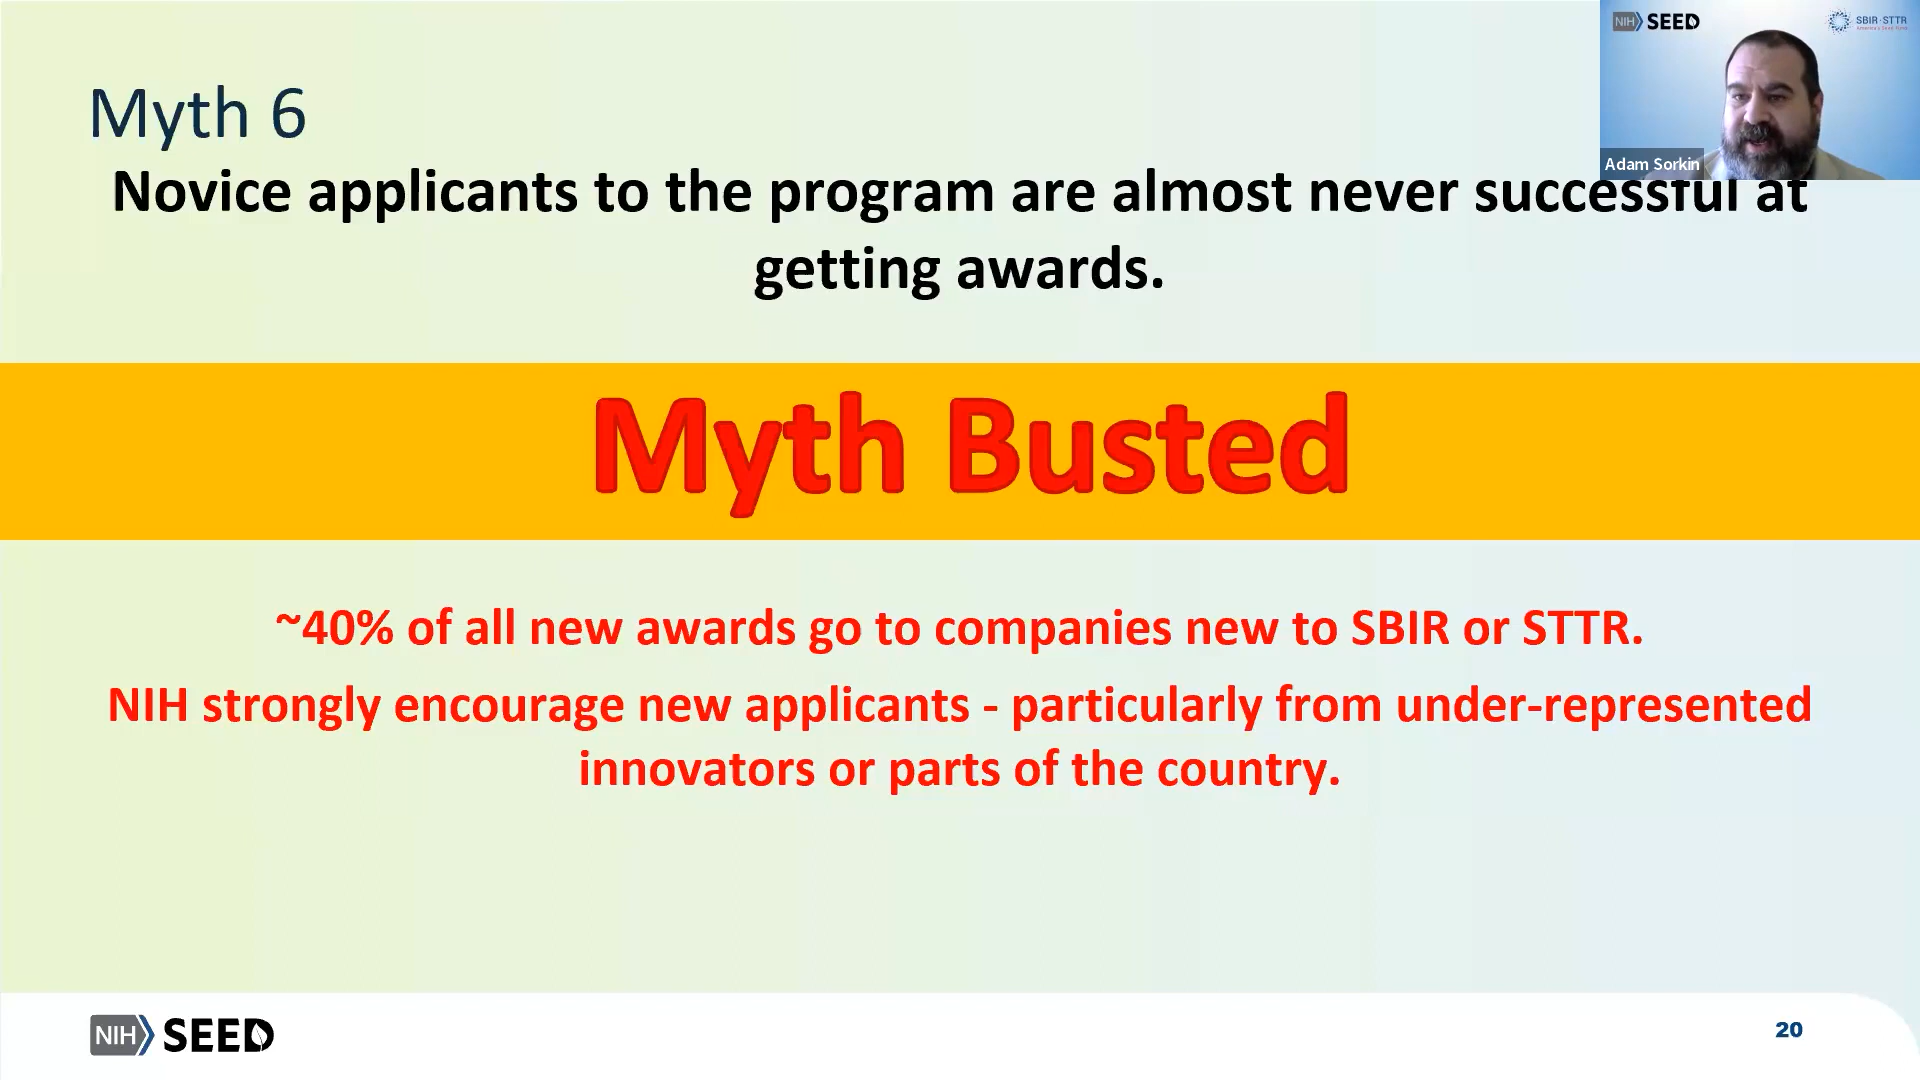 NIH SEED
SBIR·STTR
Myth 6
Adam Sorkin
Novice applicants to the program are almost never successful at
getting awards.
Myth Busted
~40% of all new awards go to companies new to SBIR or STTR.
NIH strongly encourage new applicants - particularly from under-represented
innovators or parts of the country.
NIH SEED
20